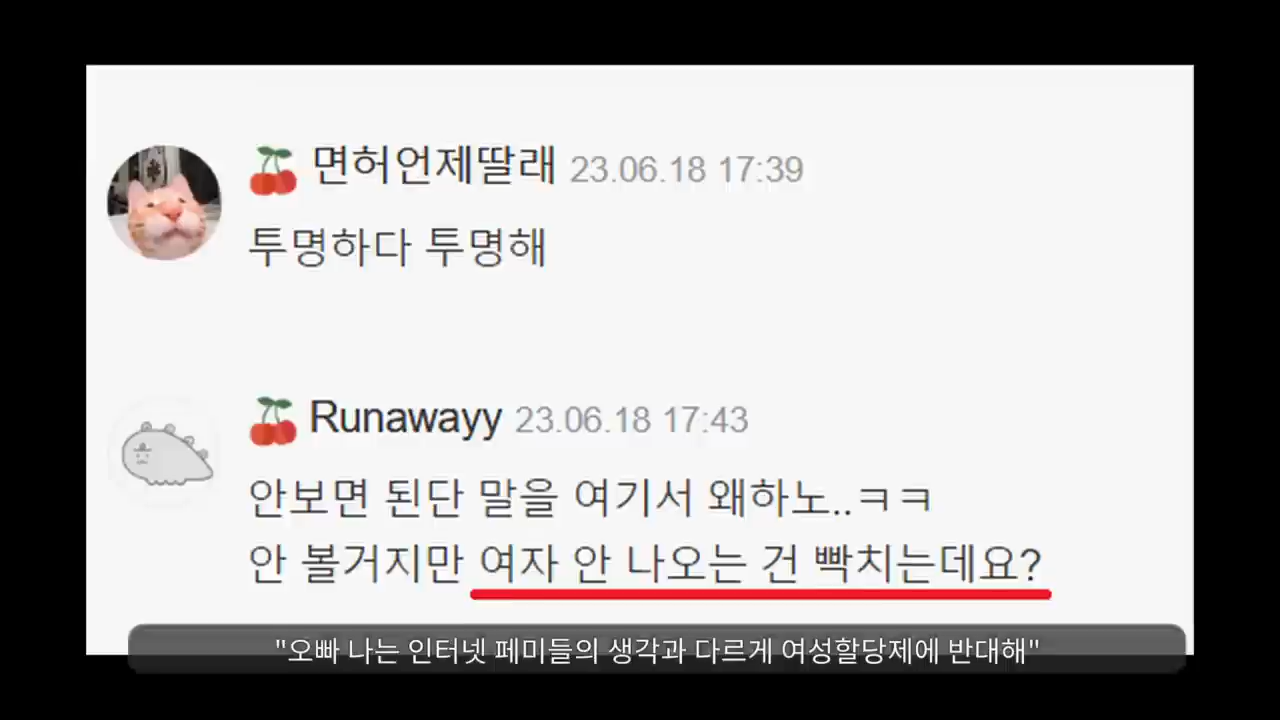 면허언제딸래 23.06.18 17:39
투명하다 투명해
Runawayy 23.06.18 17:43
안보면 된단 말을 여기서 왜하노..ㅋㅋ
안 볼거지만 여자 안 나오는 건 빡치는데요?
"오빠 나는 인터넷 페미들의 생각과 다르게 여성할당제에 반대해"